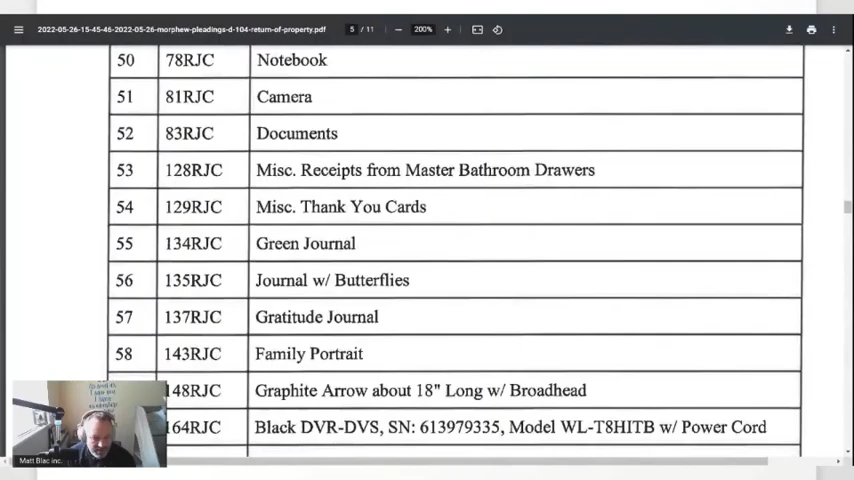 2022-05-26-15-45-46-2022-05-26-morphew-pleadings-d-104-return-of-property.pdf 5 / 11 200%
50 78RJC Notebook
51 81RJC Camera
52 83RJC Documents
53 128RJC Misc. Receipts from Master Bathroom Drawers
54 129RJC Misc. Thank You Cards
55 134RJC Green Journal
56 135RJC Journal w/ Butterflies
57 137RJC Gratitude Journal
58 143RJC Family Portrait
148RJC Graphite Arrow about 18" Long w/ Broadhead
164RJC Black DVR-DVS, SN: 613979335, Model WL-T8HITB w/ Power Cord
Matt Blac inc.